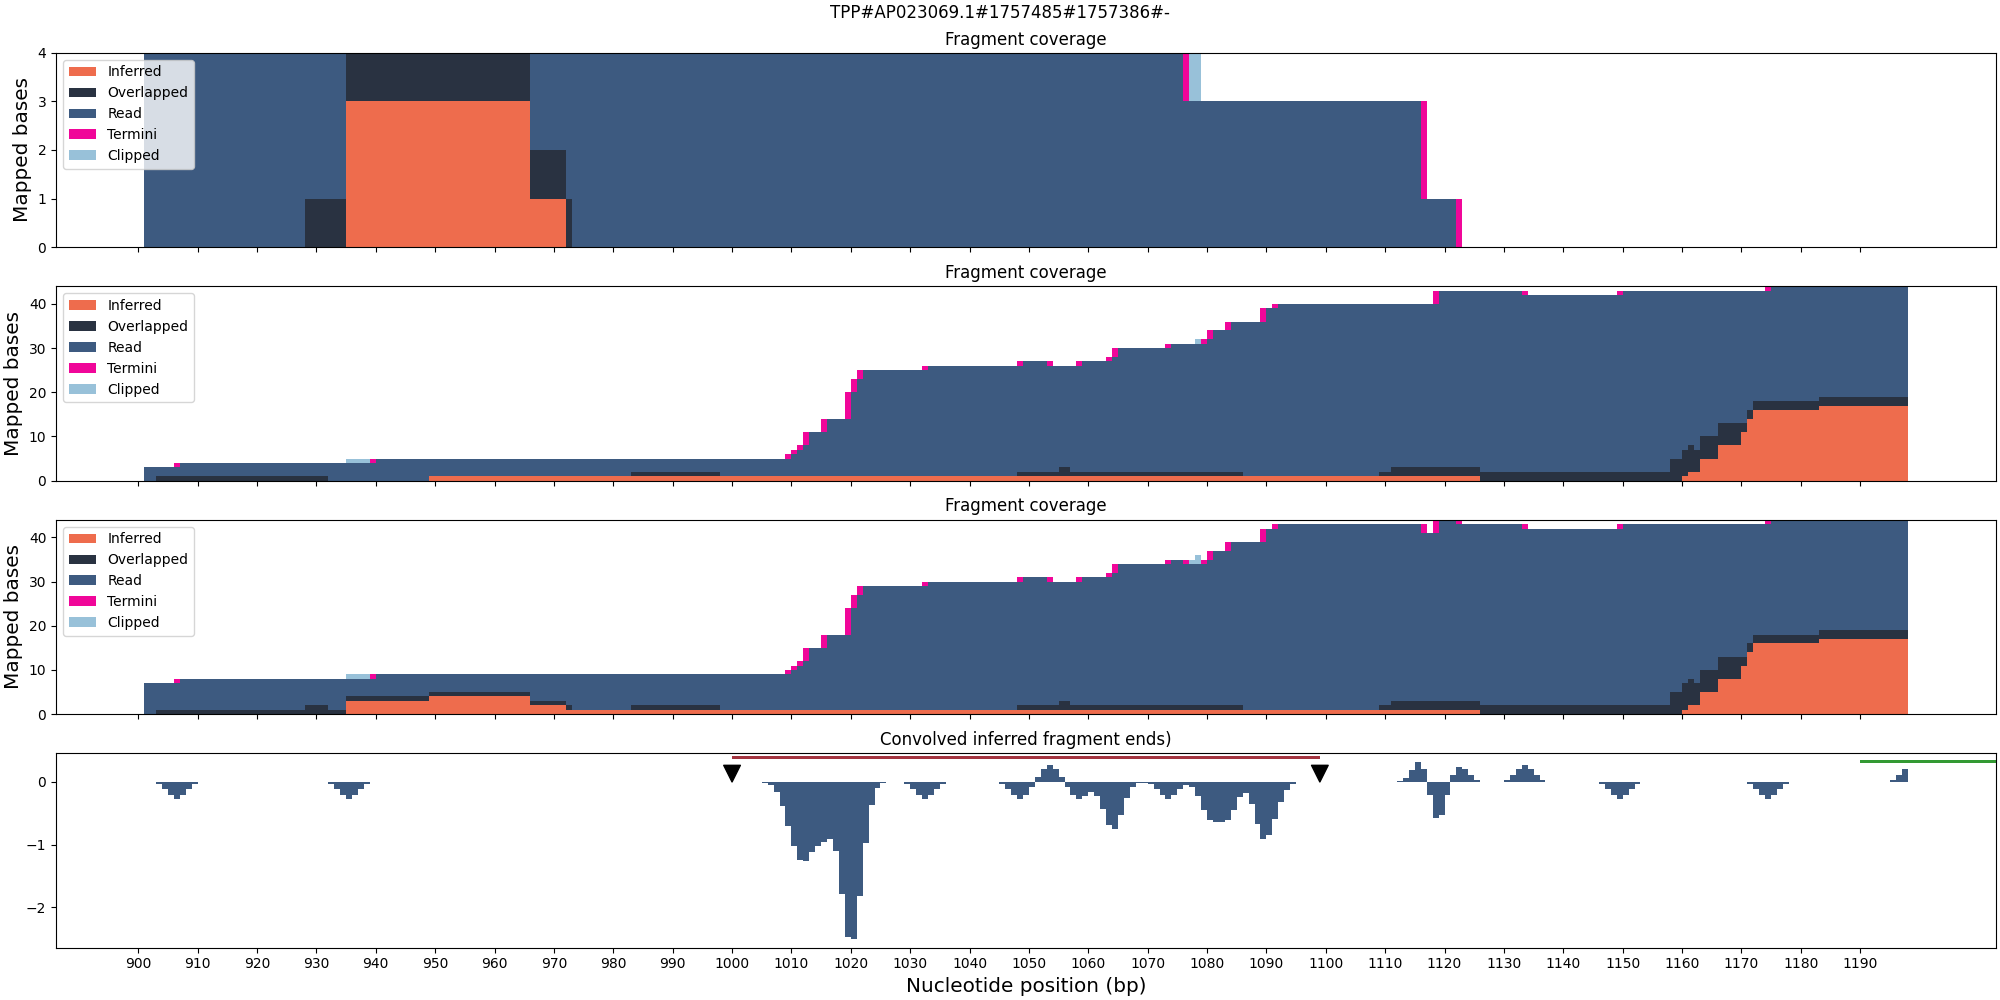 TPP#AP023069.1#1757485#1757386#-
Fragment coverage
Mapped bases
4
3
2
1
0
Inferred
Overlapped
Read
Termini
Clipped
Fragment coverage
Mapped bases
40
30
20
10
0
Inferred
Overlapped
Read
Termini
Clipped
Fragment coverage
Mapped bases
40
30
20
10
0
Inferred
Overlapped
Read
Termini
Clipped
Convolved inferred fragment ends)
0
−1
−2
900 910 920 930 940 950 960 970 980 990 1000 1010 1020 1030 1040 1050 1060 1070 1080 1090 1100 1110 1120 1130 1140 1150 1160 1170 1180 1190
Nucleotide position (bp)